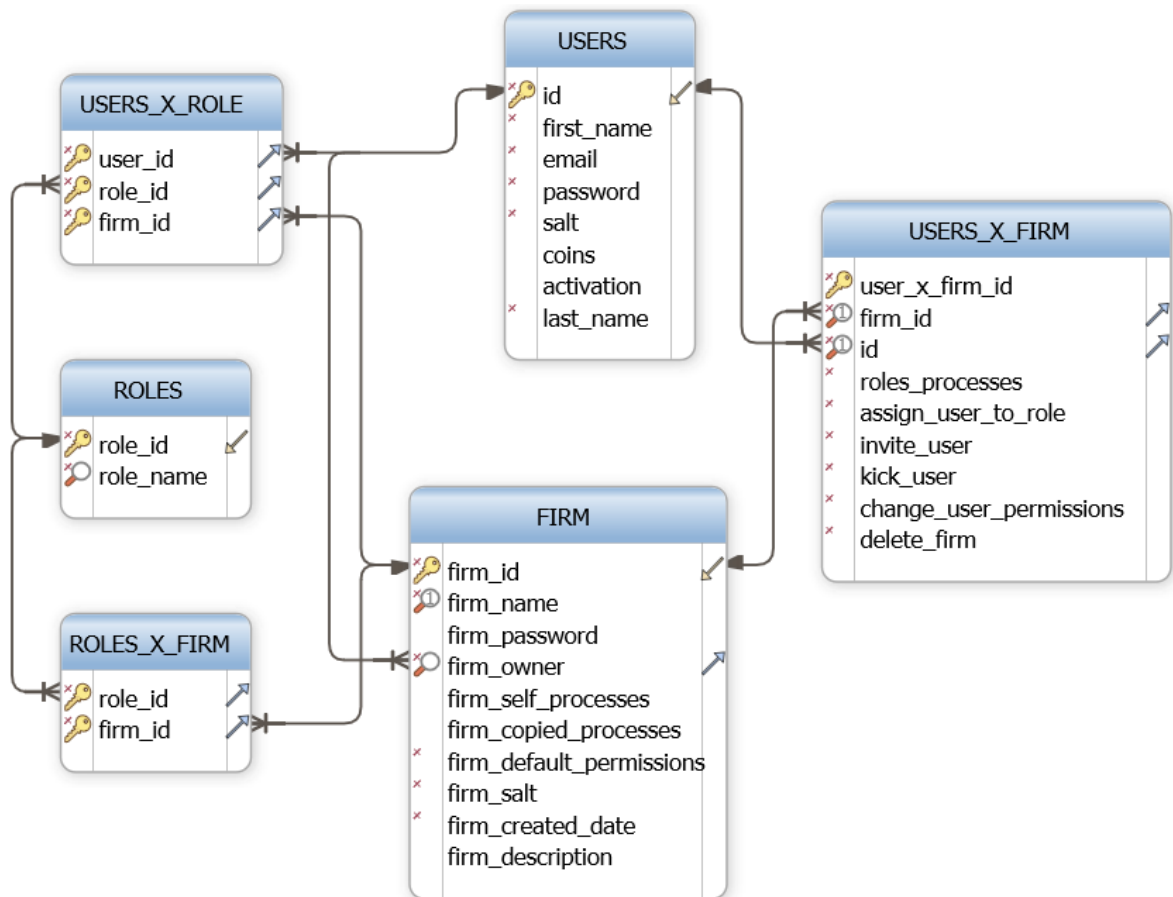 USERS
id
first_name
email
password
salt
coins
activation
last_name
USERS_X_ROLE
user_id
role_id
firm_id
USERS_X_FIRM
user_x_firm_id
firm_id
id
roles_processes
assign_user_to_role
invite_user
kick_user
change_user_permissions
delete_firm
ROLES
role_id
role_name
FIRM
firm_id
firm_name
firm_password
firm_owner
firm_self_processes
firm_copied_processes
firm_default_permissions
firm_salt
firm_created_date
firm_description
ROLES_X_FIRM
role_id
firm_id